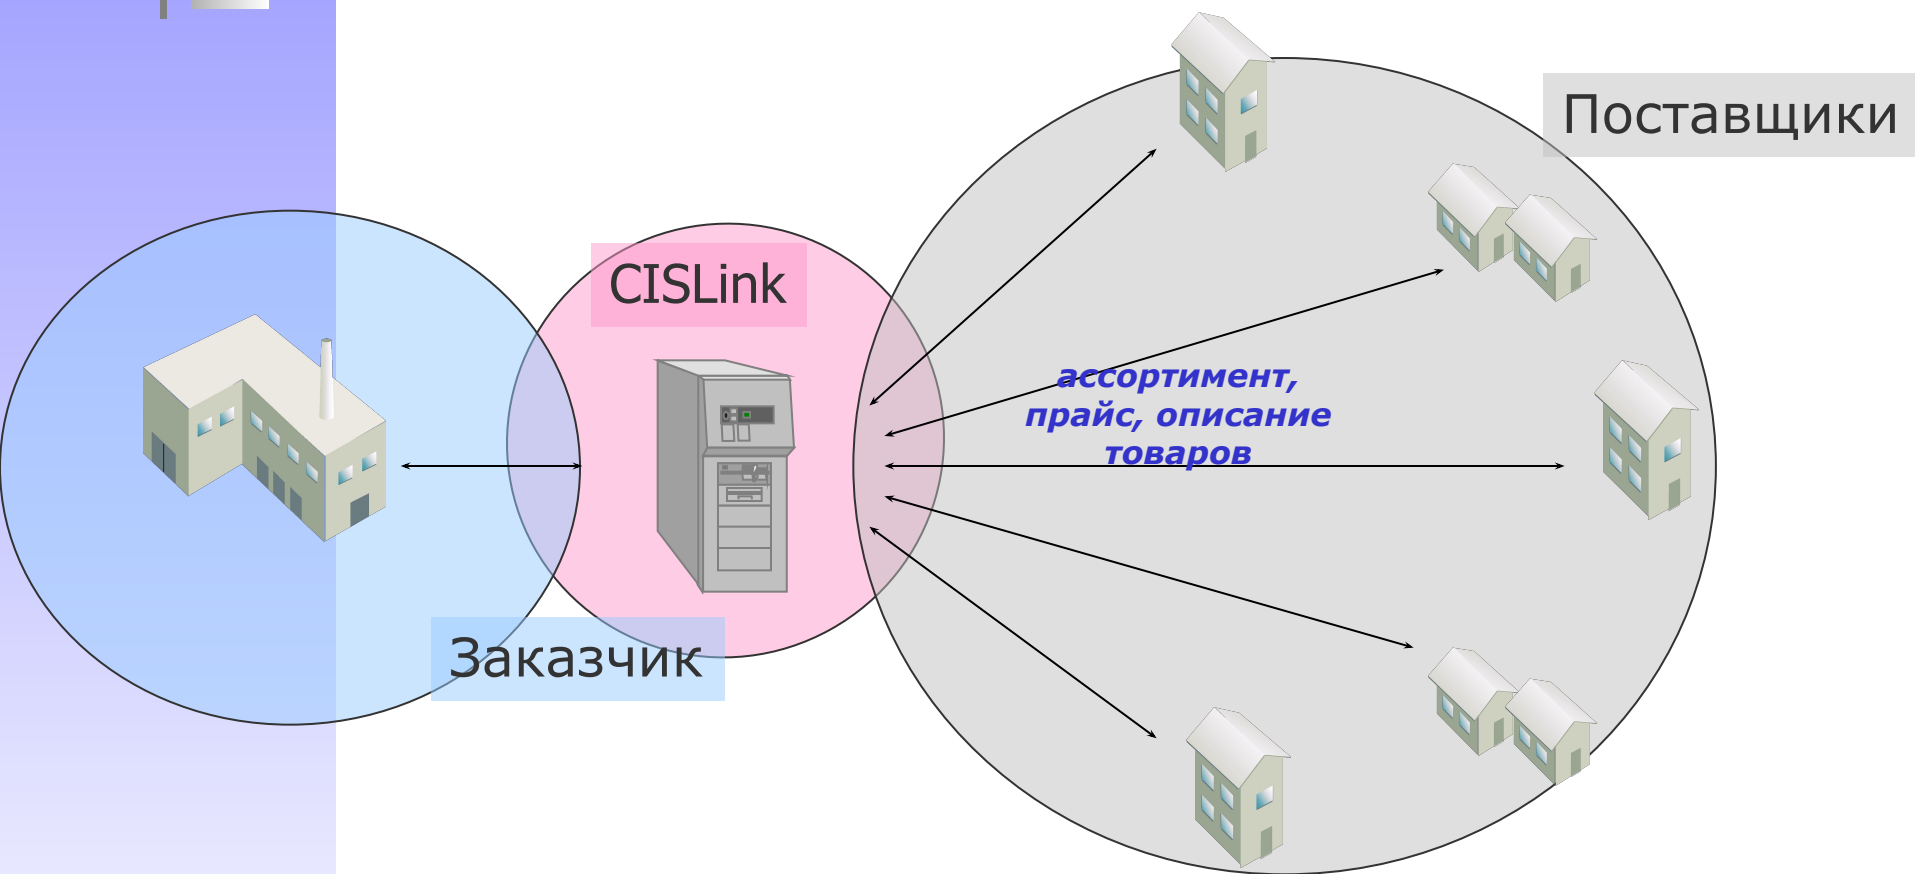 Поставщики
CISLink
ассортимент,
прайс, описание
товаров
Заказчик